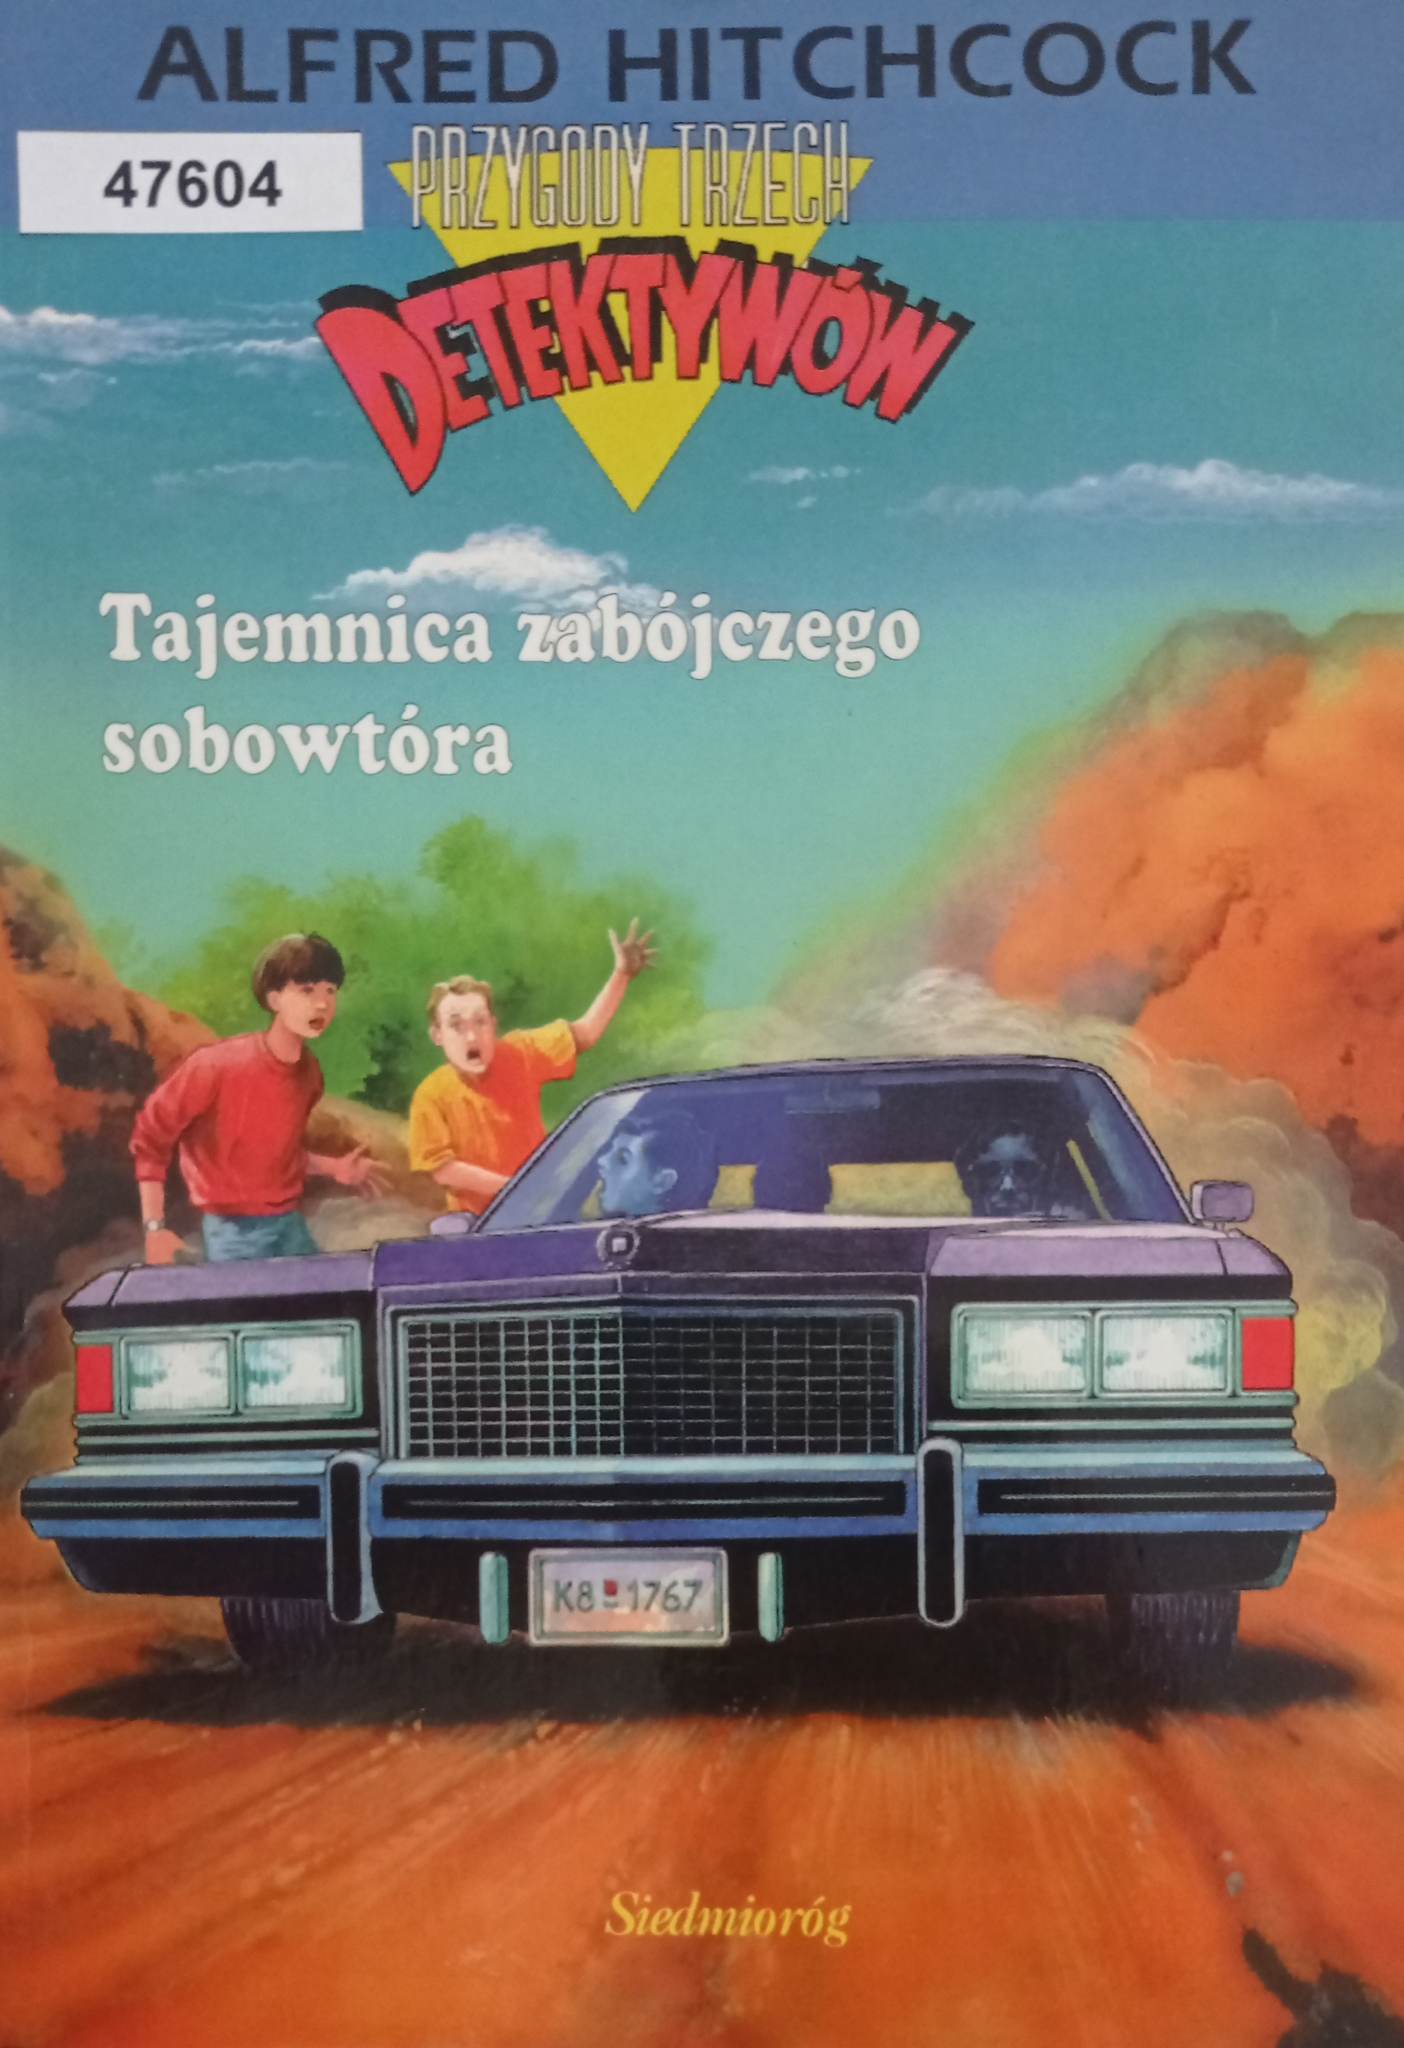 ALFRED HITCHCOCK
47604
PRZYGODY TRZECH
DETEKTYWÓW
Tajemnica zabójczego
sobowtóra
K8 1767
Siedmioróg